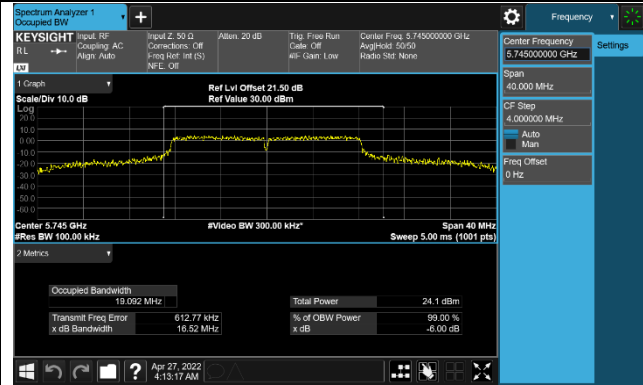 Spectrum Analyzer 1
Occupied BW
Frequency
KEYSIGHT
RL
LXI
Input: RF
Coupling: AC
Align: Auto
Input Z: 50 Ω
Corrections: Off
Freq Ref: Int (S)
NFE: Off
Atten: 20 dB
Trig: Free Run
Gate: Off
#IF Gain: Low
Center Freq: 5.745000000 GHz
Avg|Hold: 50/50
Radio Std: None
Center Frequency
5.745000000 GHz
Settings
Span
40.000 MHz
CF Step
4.000000 MHz
Auto
Man
Freq Offset
0 Hz
1 Graph
Scale/Div 10.0 dB
Ref Lvl Offset 21.50 dB
Ref Value 30.00 dBm
Log
20.0
10.0
0.00
-10.0
-20.0
-30.0
-40.0
-50.0
-60.0
Center 5.745 GHz
#Video BW 300.00 kHz*
Span 40 MHz
#Res BW 100.00 kHz
Sweep 5.00 ms (1001 pts)
2 Metrics
Occupied Bandwidth
19.092 MHz
Total Power 24.1 dBm
Transmit Freq Error 612.77 kHz
% of OBW Power 99.00 %
x dB Bandwidth 16.52 MHz
x dB -6.00 dB
?
Apr 27, 2022
4:13:17 AM